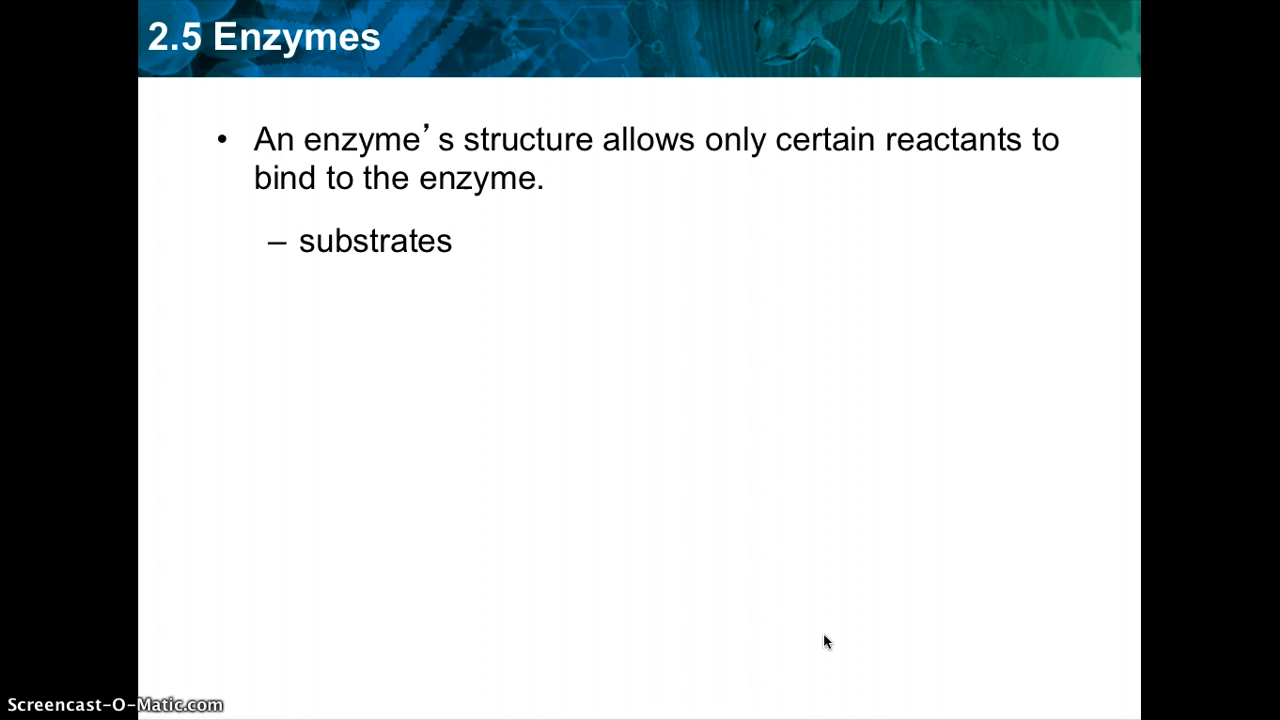 2.5 Enzymes
• An enzyme’s structure allows only certain reactants to
bind to the enzyme.
– substrates
Screencast-O-Matic.com